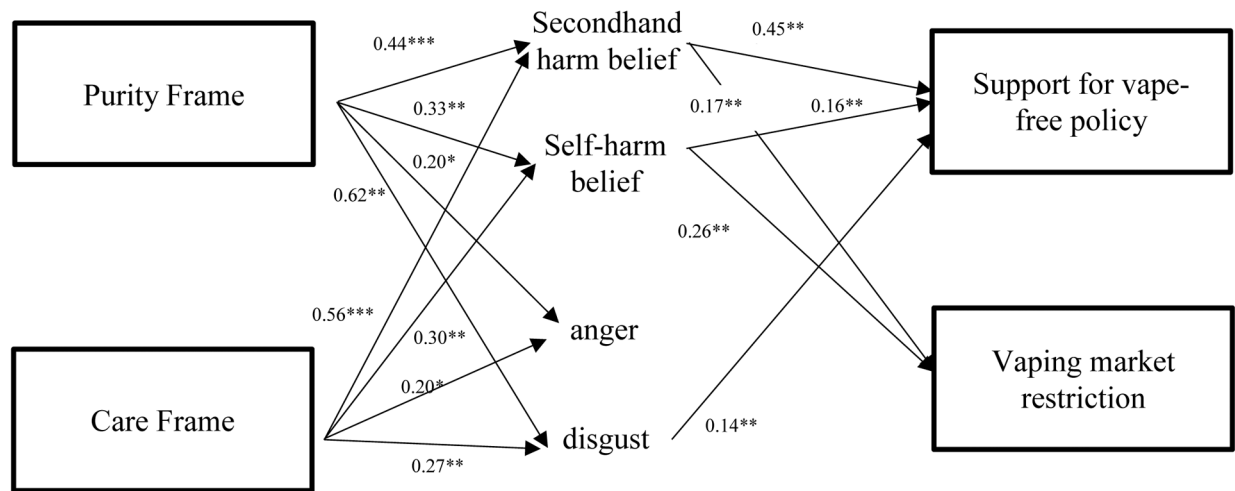 Secondhand
harm belief
0.44***
0.45**
Purity Frame
0.33**
0.17**
0.16**
Support for vape-
free policy
Self-harm
belief
0.20*
0.62**
0.26**
0.56***
anger
0.30**
Vaping market
restriction
0.20*
Care Frame
disgust
0.14**
0.27**